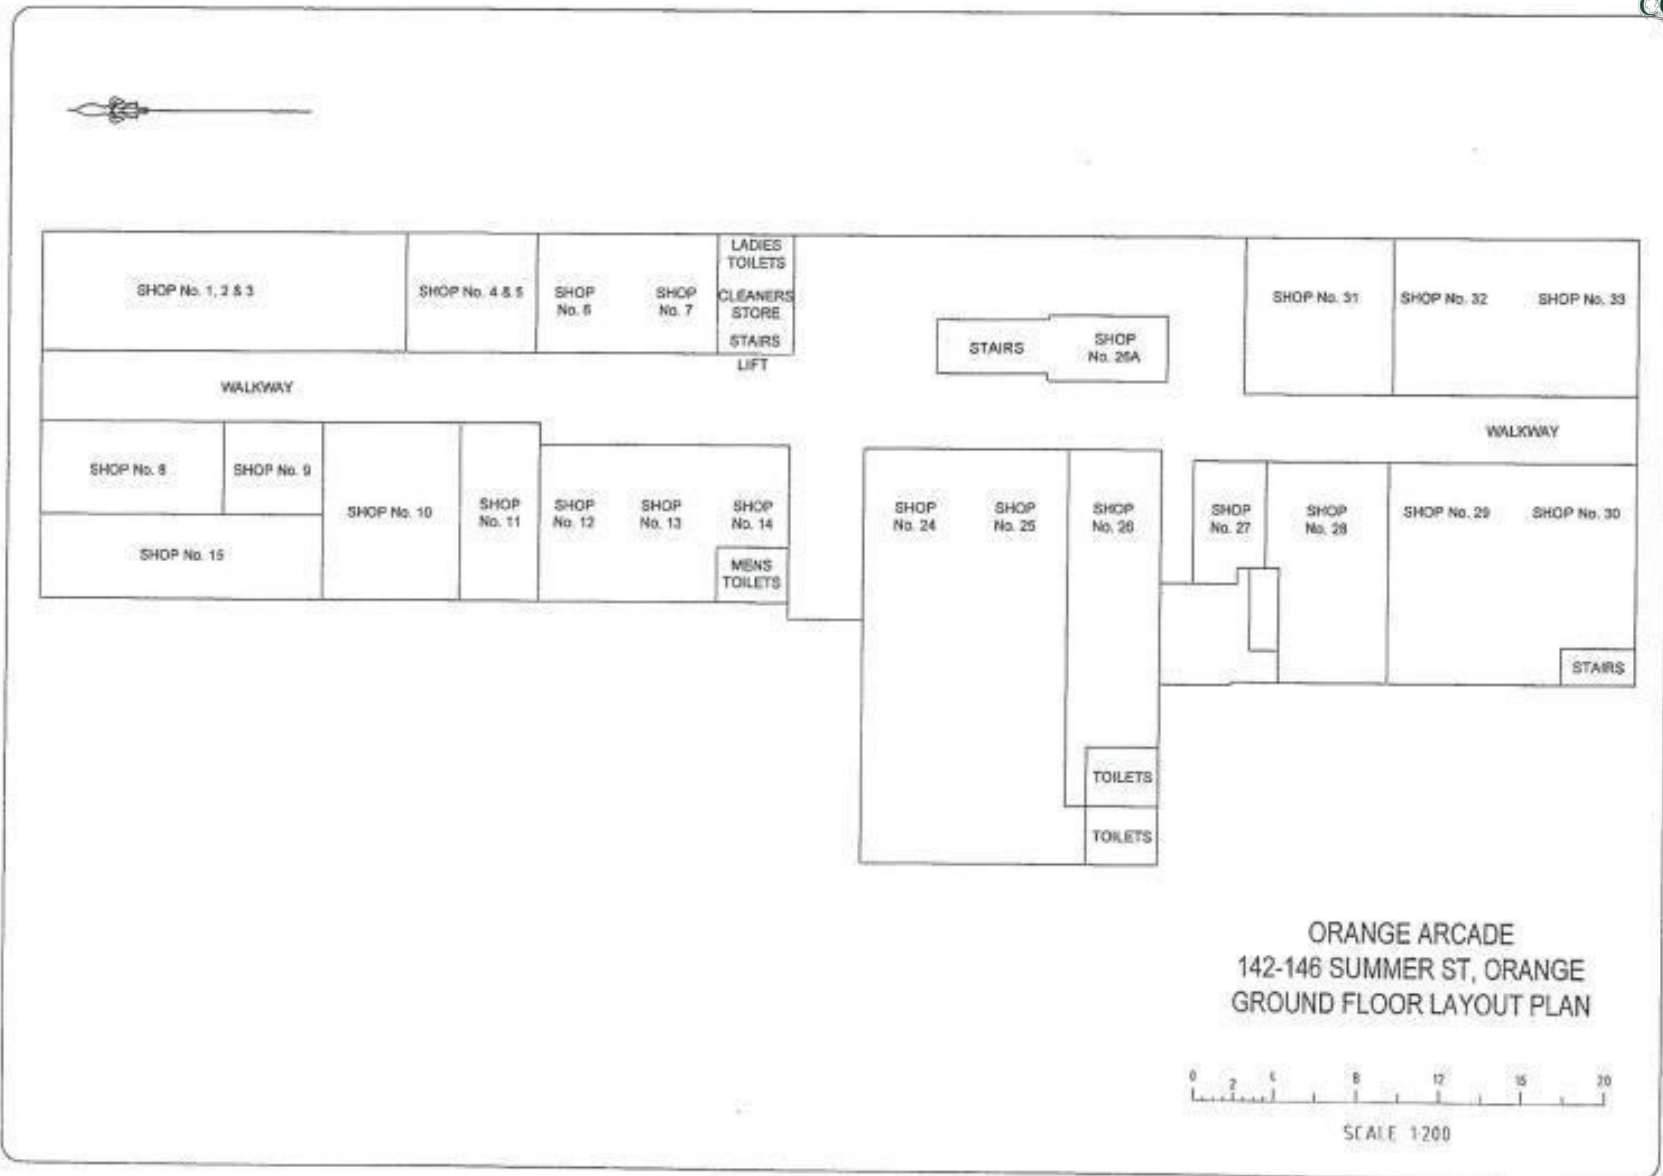 SHOP No. 1, 2 & 3
SHOP No. 4 & 5
SHOP
No. 6
SHOP
No. 7
LADIES
TOILETS
CLEANERS
STORE
STAIRS
LIFT
STAIRS
SHOP
No. 26A
SHOP No. 31
SHOP No. 32
SHOP No. 33
WALKWAY
WALKWAY
SHOP No. 8
SHOP No. 9
SHOP No. 10
SHOP
No. 11
SHOP
No. 12
SHOP
No. 13
SHOP
No. 14
MENS
TOILETS
SHOP No. 15
SHOP
No. 24
SHOP
No. 25
SHOP
No. 26
SHOP
No. 27
SHOP
No. 28
SHOP No. 29
SHOP No. 30
STAIRS
TOILETS
TOILETS
ORANGE ARCADE
142-146 SUMMER ST, ORANGE
GROUND FLOOR LAYOUT PLAN
0 2 8 12 20
SCALE 1:200